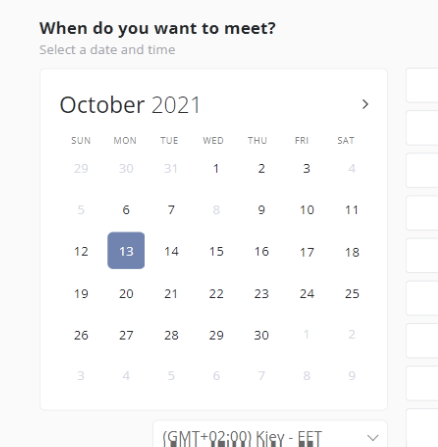 When do you want to meet?
Select a date and time
October 2021
SUN MON TUE WED THU FRI SAT
29 30 31 1 2 3 4
5 6 7 8 9 10 11
12 13 14 15 16 17 18
19 20 21 22 23 24 25
26 27 28 29 30 1 2
3 4 5 6 7 8 9
(GMT+02:00) Kiev - EET